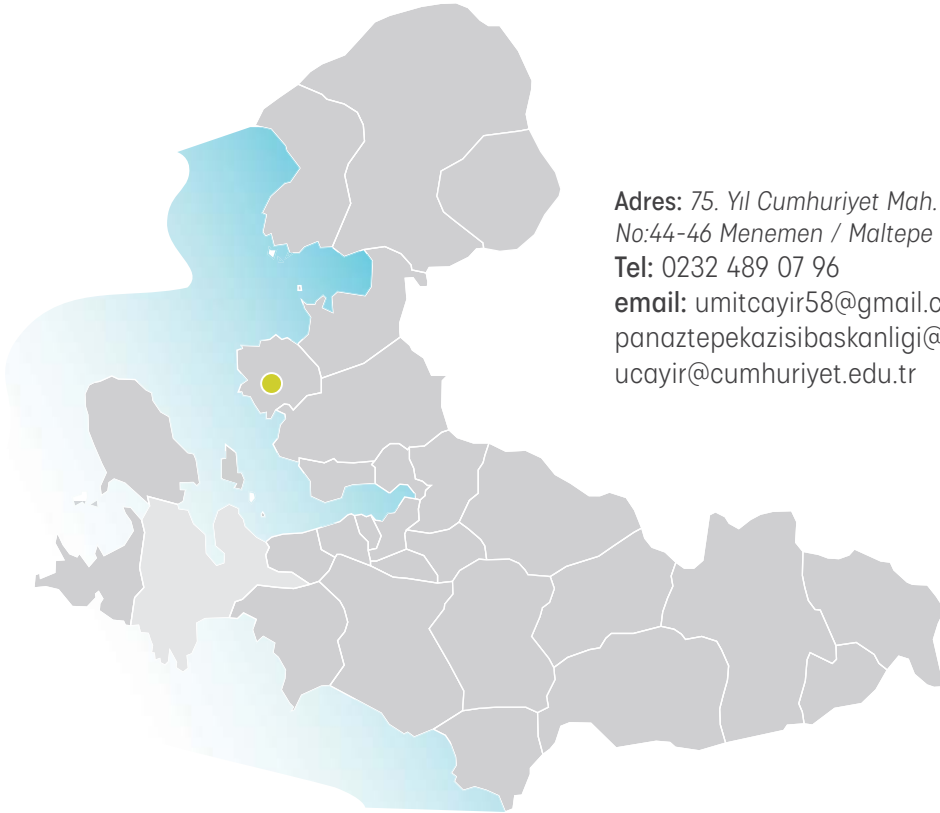 Adres: 75. Yıl Cumhuriyet Mah.
No:44-46 Menemen / Maltepe
Tel: 0232 489 07 96
email: umitcayir58@gmail.c
panaztepekazisibaskanligi@
ucayir@cumhuriyet.edu.tr